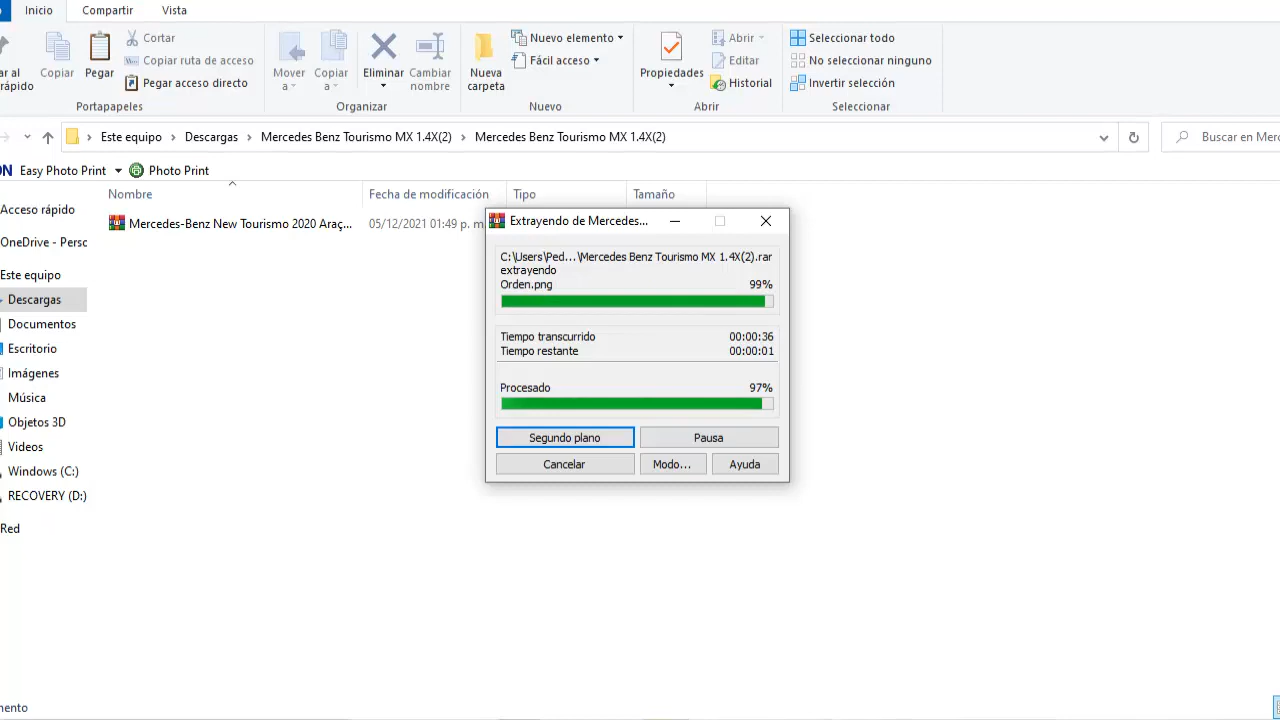 Inicio Compartir Vista
Cortar
Copiar ruta de acceso
Pegar acceso directo
Copiar Pegar
Portapapeles
Mover a Copiar a Eliminar Cambiar nombre
Organizar
Nueva carpeta
Nuevo elemento
Fácil acceso
Nuevo
Propiedades
Abrir
Editar
Historial
Abrir
Seleccionar todo
No seleccionar ninguno
Invertir selección
Seleccionar
Este equipo > Descargas > Mercedes Benz Tourismo MX 1.4X(2) > Mercedes Benz Tourismo MX 1.4X(2)
Buscar en Merc
Easy Photo Print Photo Print
Nombre Fecha de modificación Tipo Tamaño
Mercedes-Benz New Tourismo 2020 Araç... 05/12/2021 01:49 p. m
Acceso rápido
OneDrive - Perso
Este equipo
Descargas
Documentos
Escritorio
Imágenes
Música
Objetos 3D
Videos
Windows (C:)
RECOVERY (D:)
Red
Extrayendo de Mercedes...
C:\Users\Ped...\Mercedes Benz Tourismo MX 1.4X(2).rar
extrayendo
Orden.png 99%
Tiempo transcurrido 00:00:36
Tiempo restante 00:00:01
Procesado 97%
Segundo plano Pausa
Cancelar Modo... Ayuda